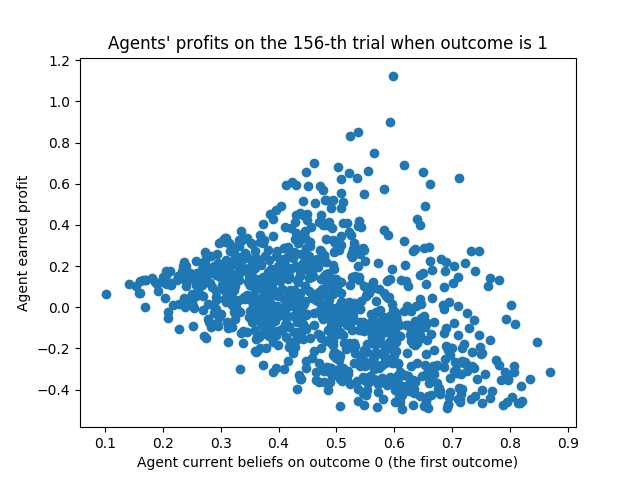 Agents' profits on the 156-th trial when outcome is 1
1.2
1.0
0.8
0.6
0.4
0.2
0.0
−0.2
−0.4
Agent earned profit
0.1 0.2 0.3 0.4 0.5 0.6 0.7 0.8 0.9
Agent current beliefs on outcome 0 (the first outcome)